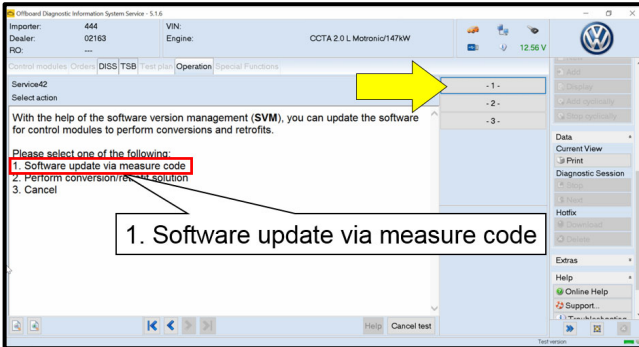 Offboard Diagnostic Information System Service - 5.1.6
Importer: 444 VIN:
Dealer: 02163 Engine: CCTA 2.0 L Motronic/147kW
RO: ---
12.56 V
Control modules Orders DISS TSB Test plan Operation Special Functions
Service42
Select action
With the help of the software version management (SVM), you can update the software
for control modules to perform conversions and retrofits.
Please select one of the following:
1. Software update via measure code
2. Perform conversion/retrofit solution
3. Cancel
1. Software update via measure code
Help Cancel test
- 1 -
- 2 -
- 3 -
Add
Display
Add optically
Stop optically
Data
Current View
Print
Diagnostic Session
Stop
Next
Hotfix
Download
Delete
Extras
Help
Online Help
Support...
Test version